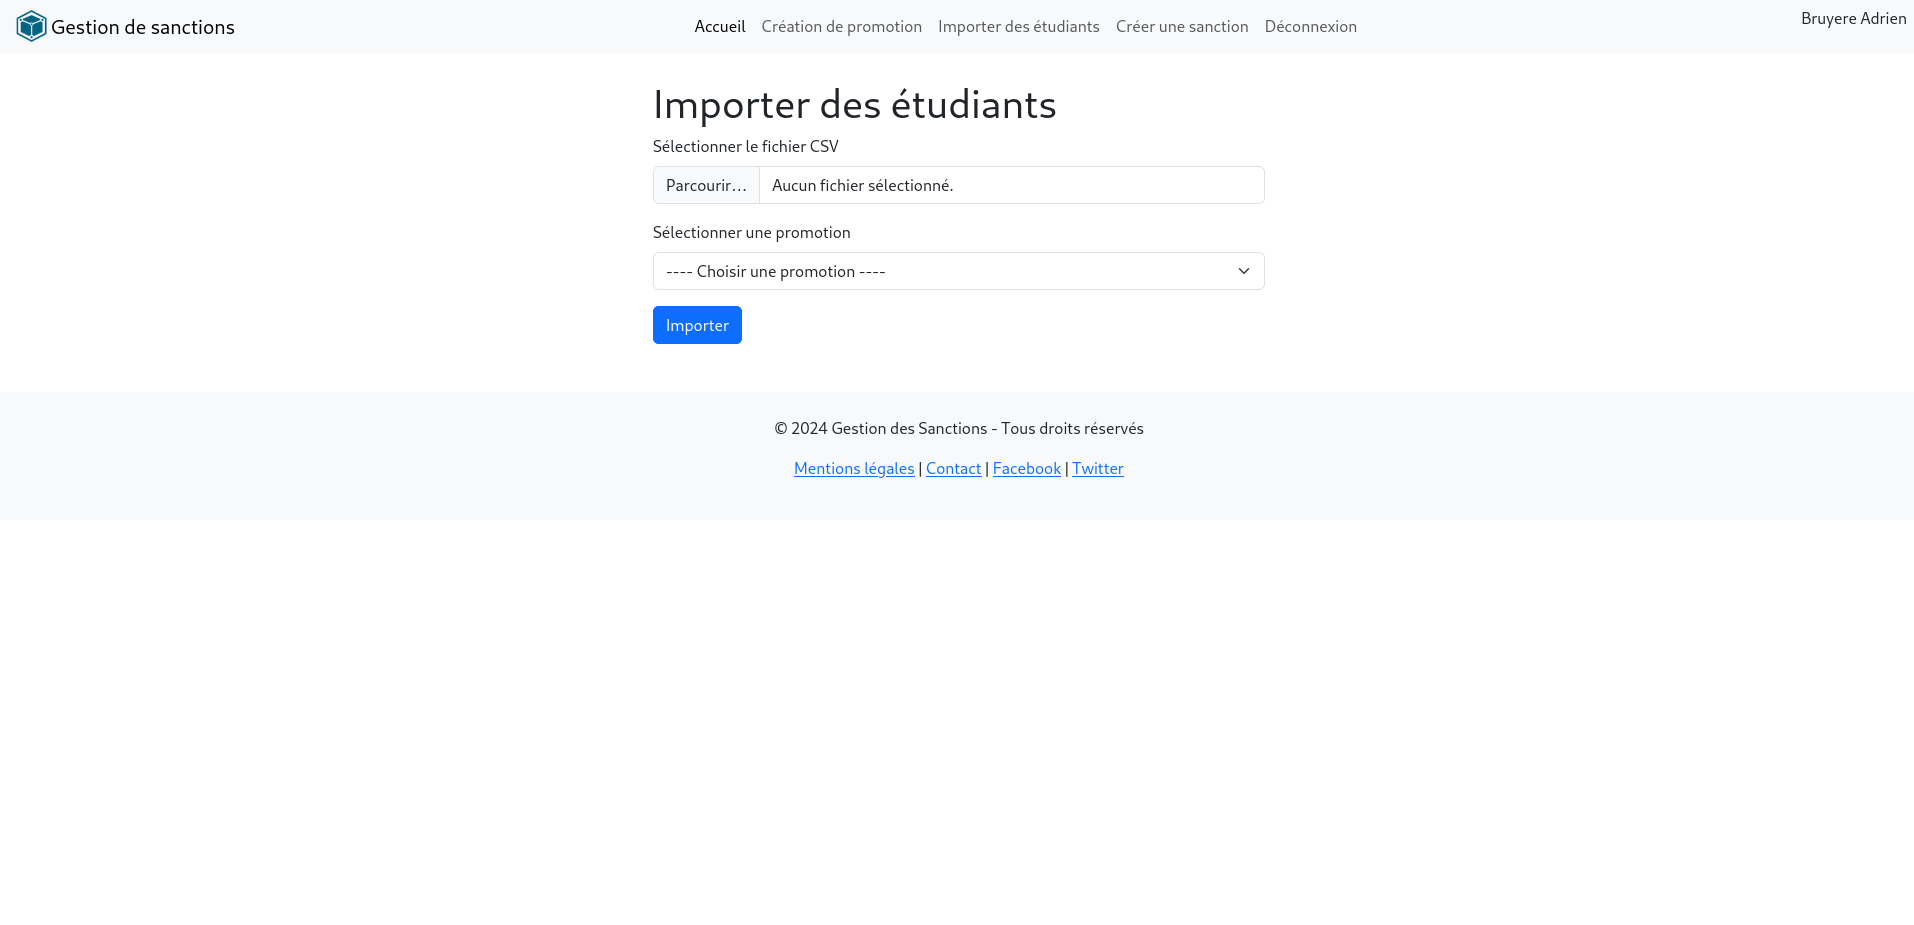 Gestion de sanctions
Accueil Création de promotion Importer des étudiants Créer une sanction Déconnexion
Bruyere Adrien
Importer des étudiants
Sélectionner le fichier CSV
Parcourir… Aucun fichier sélectionné.
Sélectionner une promotion
---- Choisir une promotion ----
Importer
© 2024 Gestion des Sanctions - Tous droits réservés
Mentions légales | Contact | Facebook | Twitter